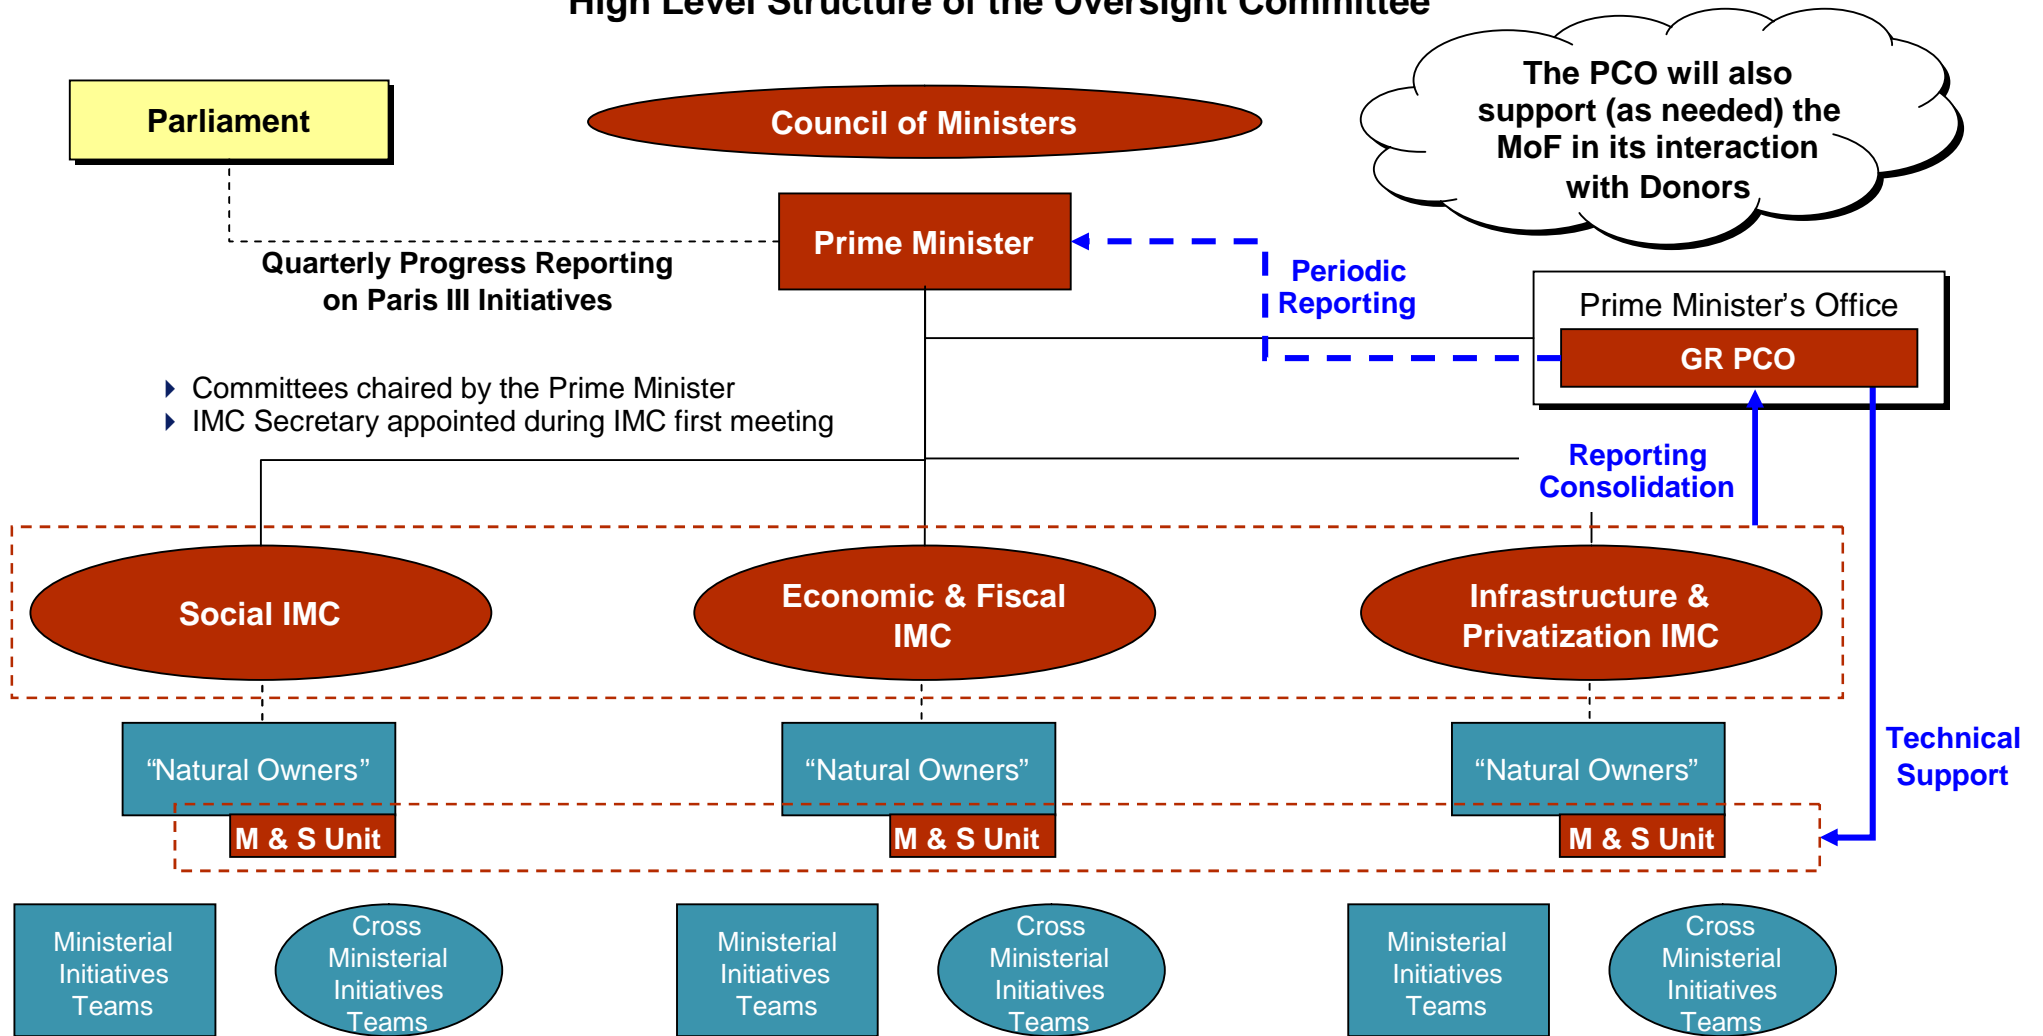 High Level Structure of the Oversight Committee
Parliament
Council of Ministers
The PCO will also
support (as needed) the
MoF in its interaction
with Donors
Prime Minister
Quarterly Progress Reporting
on Paris III Initiatives
Periodic
Reporting
Prime Minister’s Office
GR PCO
Committees chaired by the Prime Minister
IMC Secretary appointed during IMC first meeting
Reporting
Consolidation
Social IMC
Economic & Fiscal
IMC
Infrastructure &
Privatization IMC
“Natural Owners”
“Natural Owners”
“Natural Owners”
Technical
Support
M & S Unit
M & S Unit
M & S Unit
Ministerial
Initiatives
Teams
Cross
Ministerial
Initiatives
Teams
Ministerial
Initiatives
Teams
Cross
Ministerial
Initiatives
Teams
Ministerial
Initiatives
Teams
Cross
Ministerial
Initiatives
Teams